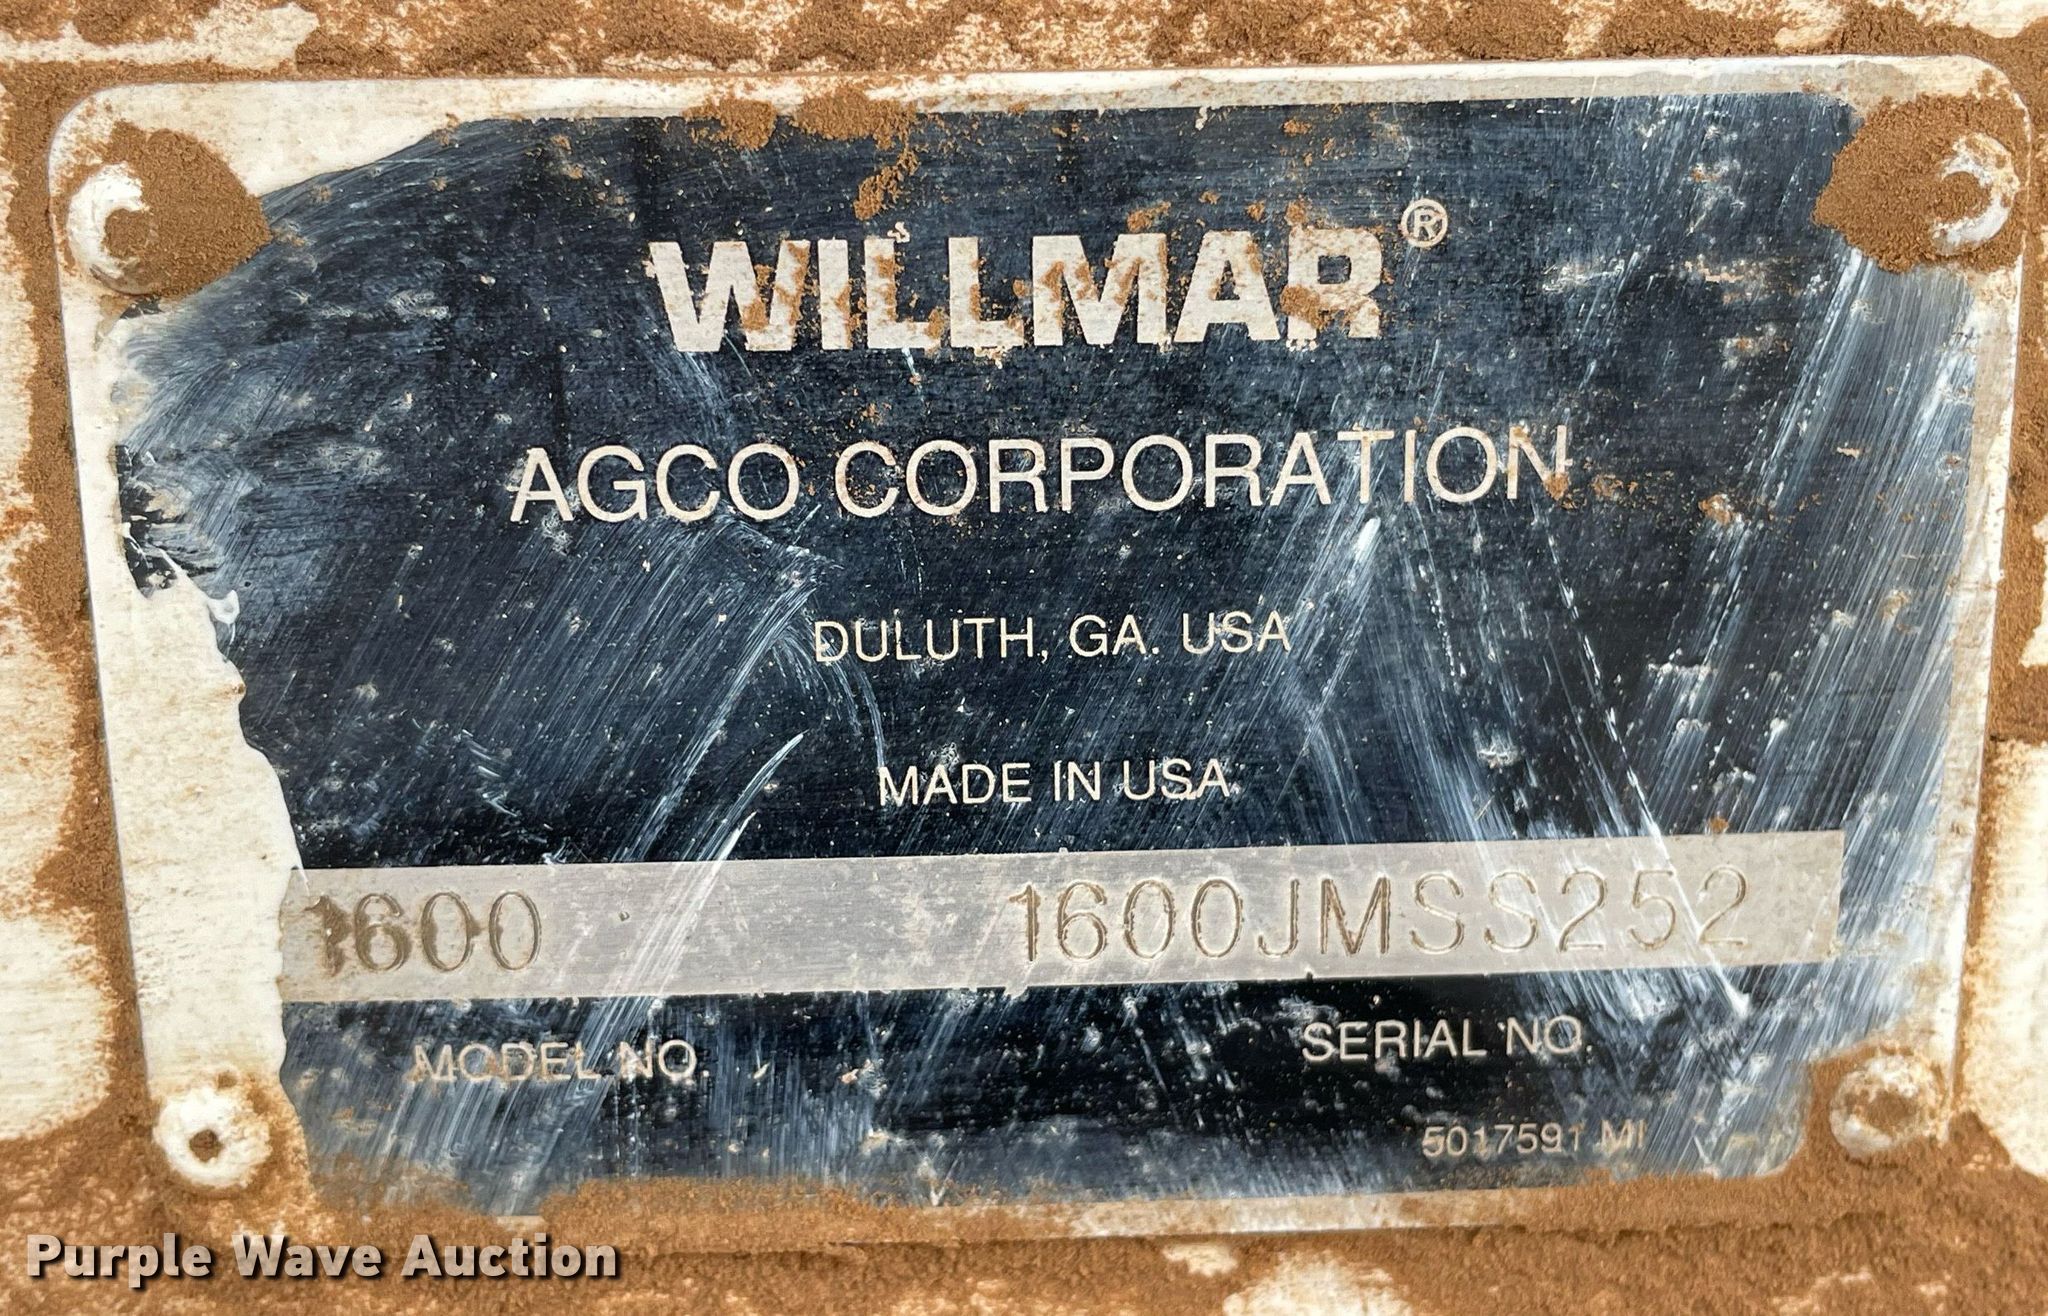 WILLMAR®
AGCO CORPORATION
DULUTH, GA. USA
MADE IN USA
1600 1600JMSS252
MODEL NO. SERIAL NO.
5017591 MI
Purple Wave Auction